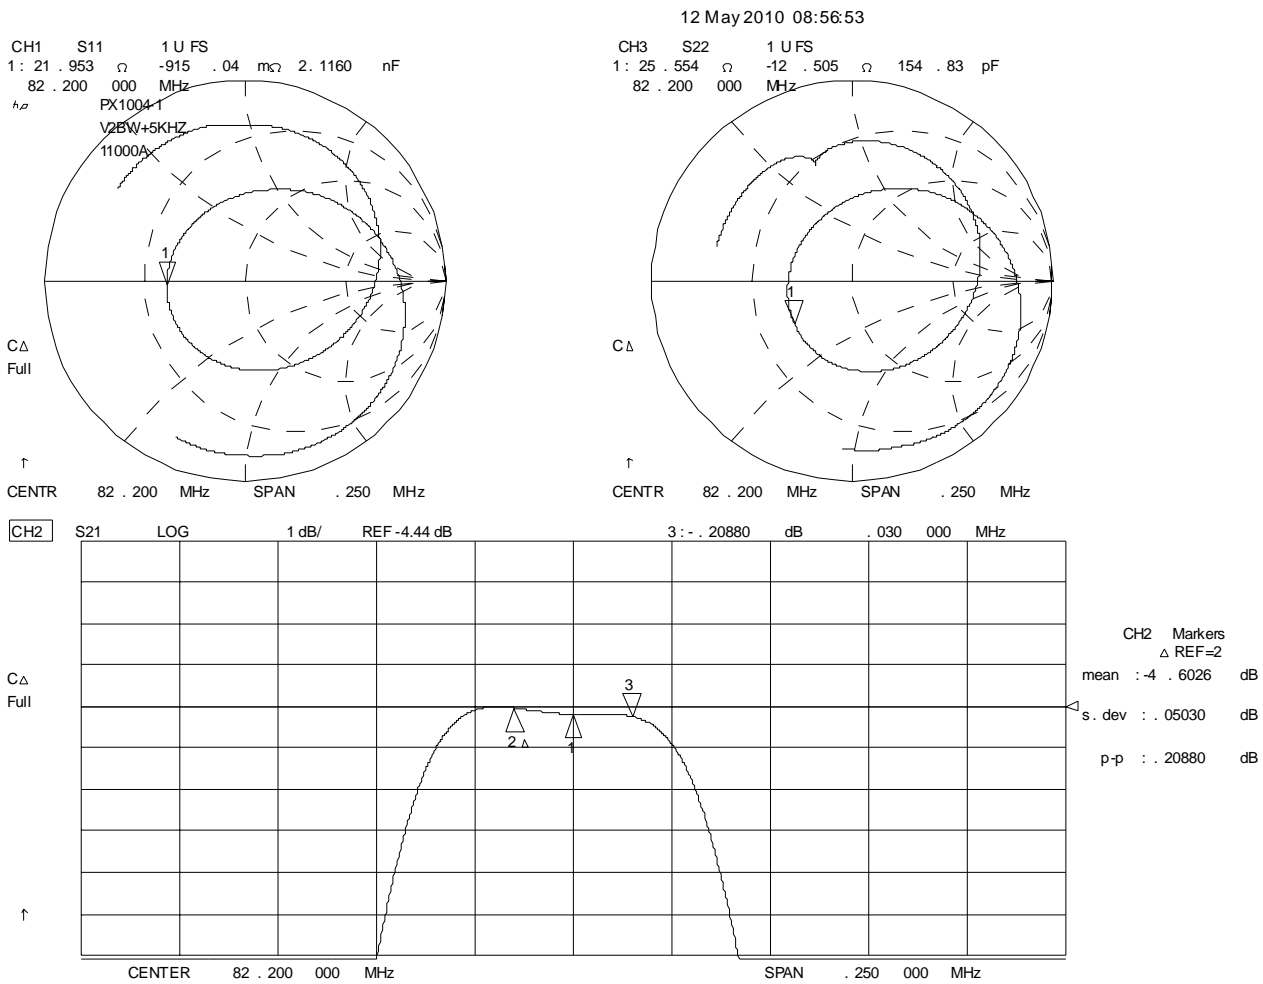 12 May 2010 08:56:53
CH1 S11 1 U FS
1 : 21 . 953 Ω -915 . 04 mΩ 2. 1160 nF
82 . 200 000 MHz
hp
PX1004-1
V2BW+5KHZ
11000A
1
C∆
Full
↑
CENTR 82 . 200 MHz SPAN . 250 MHz
CH3 S22 1 U FS
1 : 25 . 554 Ω -12 . 505 Ω 154 . 83 pF
82 . 200 000 MHz
1
C∆
↑
CENTR 82 . 200 MHz SPAN . 250 MHz
CH2 S21 LOG 1 dB/ REF -4.44 dB 3 : - . 20880 dB . 030 000 MHz
C∆
Full
2 ∆
1
3
↑
CH2 Markers
∆ REF=2
mean : -4 . 6026 dB
s. dev : . 05030 dB
p-p : . 20880 dB
CENTER 82 . 200 000 MHz SPAN . 250 000 MHz